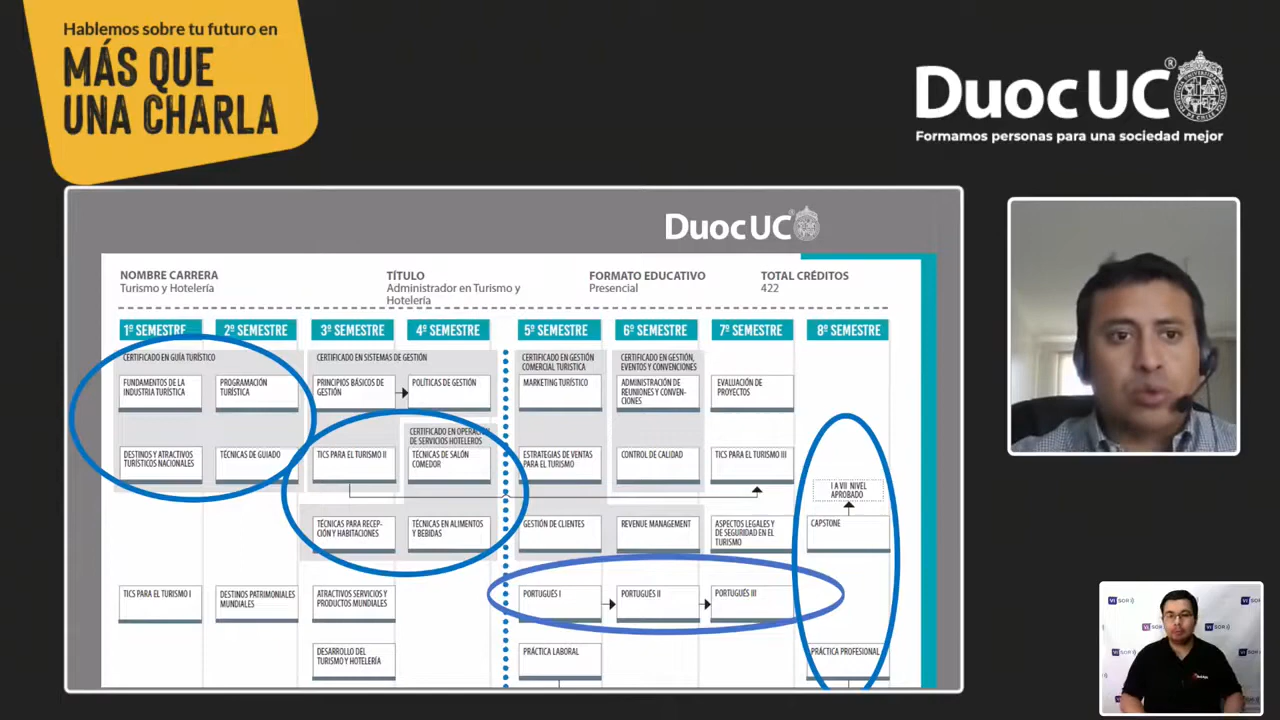 Hablemos sobre tu futuro en
MÁS QUE
UNA CHARLA
DuocUC®
Formamos personas para una sociedad mejor
DuocUC®
NOMBRE CARRERA
Turismo y Hotelería
TÍTULO
Administrador en Turismo y
Hotelería
FORMATO EDUCATIVO
Presencial
TOTAL CRÉDITOS
422
1º SEMESTRE
2º SEMESTRE
3º SEMESTRE
4º SEMESTRE
5º SEMESTRE
6º SEMESTRE
7º SEMESTRE
8º SEMESTRE
CERTIFICADO EN GUÍA TURÍSTICO
CERTIFICADO EN SISTEMAS DE GESTIÓN
CERTIFICADO EN GESTIÓN
COMERCIAL TURISTICA
CERTIFICADO EN GESTIÓN,
EVENTOS Y CONVENCIONES
FUNDAMENTOS DE LA
INDUSTRIA TURÍSTICA
PROGRAMACIÓN
TURÍSTICA
PRINCIPIOS BÁSICOS DE
GESTIÓN
POLÍTICAS DE GESTIÓN
MARKETING TURÍSTICO
ADMINISTRACIÓN DE
REUNIONES Y CONVEN-
CIONES
EVALUACIÓN DE
PROYECTOS
CERTIFICADO EN OPERACIÓN
DE SERVICIOS HOTELEROS
DESTINOS Y ATRACTIVOS
TURÍSTICOS NACIONALES
TÉCNICAS DE GUIADO
TICS PARA EL TURISMO II
TÉCNICAS DE SALÓN
COMEDOR
ESTRATEGIAS DE VENTAS
PARA EL TURISMO
CONTROL DE CALIDAD
TICS PARA EL TURISMO III
I A VII NIVEL
APROBADO
TÉCNICAS PARA RECEP-
CIÓN Y HABITACIONES
TÉCNICAS EN ALIMENTOS
Y BEBIDAS
GESTIÓN DE CLIENTES
REVENUE MANAGEMENT
ASPECTOS LEGALES Y
DE SEGURIDAD EN EL
TURISMO
CAPSTONE
TICS PARA EL TURISMO I
DESTINOS PATRIMONIALES
MUNDIALES
ATRACTIVOS SERVICIOS Y
PRODUCTOS MUNDIALES
PORTUGUÉS I
PORTUGUÉS II
PORTUGUÉS III
DESARROLLO DEL
TURISMO Y HOTELERÍA
PRÁCTICA LABORAL
PRÁCTICA PROFESIONAL